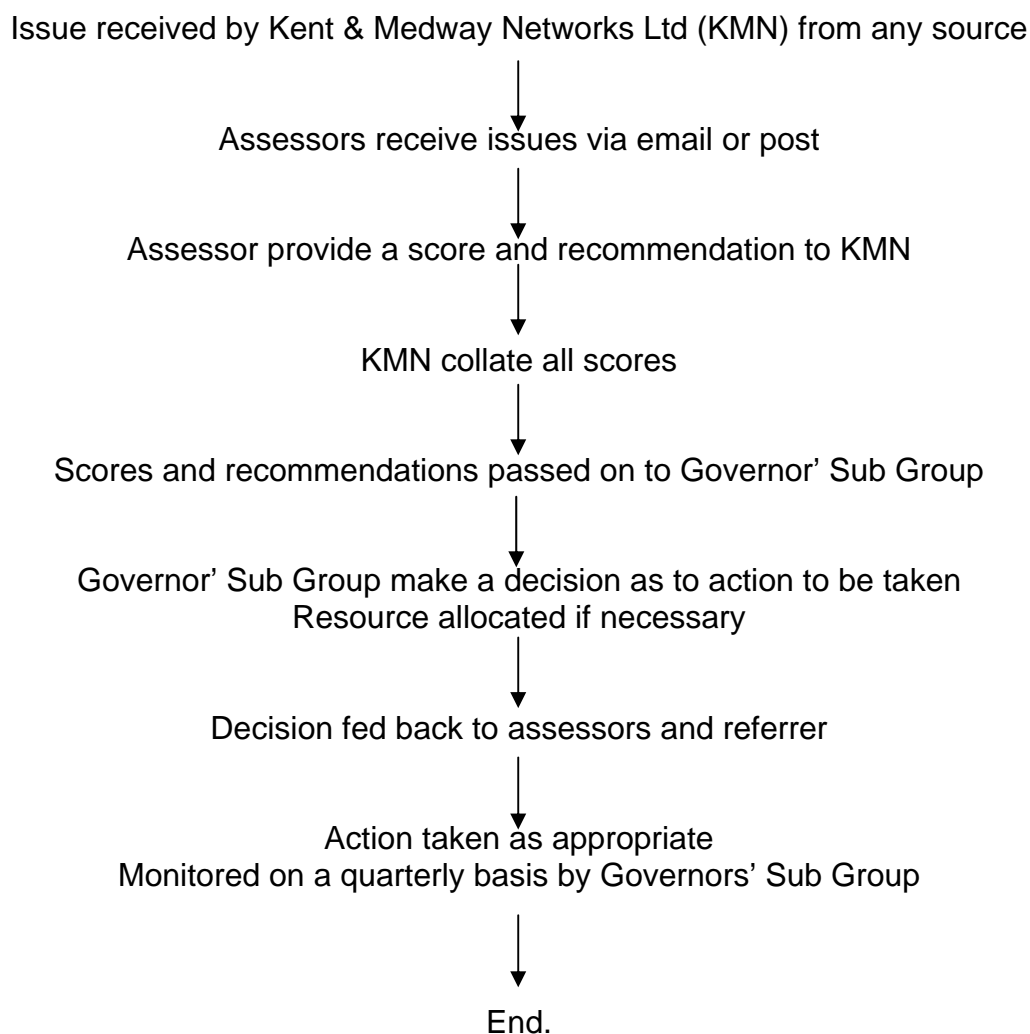 Issue received by Kent & Medway Networks Ltd (KMN) from any source
Assessors receive issues via email or post
Assessor provide a score and recommendation to KMN
KMN collate all scores
Scores and recommendations passed on to Governor’ Sub Group
Governor’ Sub Group make a decision as to action to be taken
Resource allocated if necessary
Decision fed back to assessors and referrer
Action taken as appropriate
Monitored on a quarterly basis by Governors’ Sub Group
End.